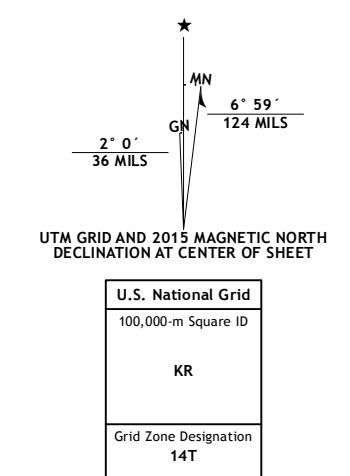 MN
GN
6° 59´
124 MILS
2° 0´
36 MILS
UTM GRID AND 2015 MAGNETIC NORTH
DECLINATION AT CENTER OF SHEET
U.S. National Grid
100,000-m Square ID
KR
Grid Zone Designation
14T